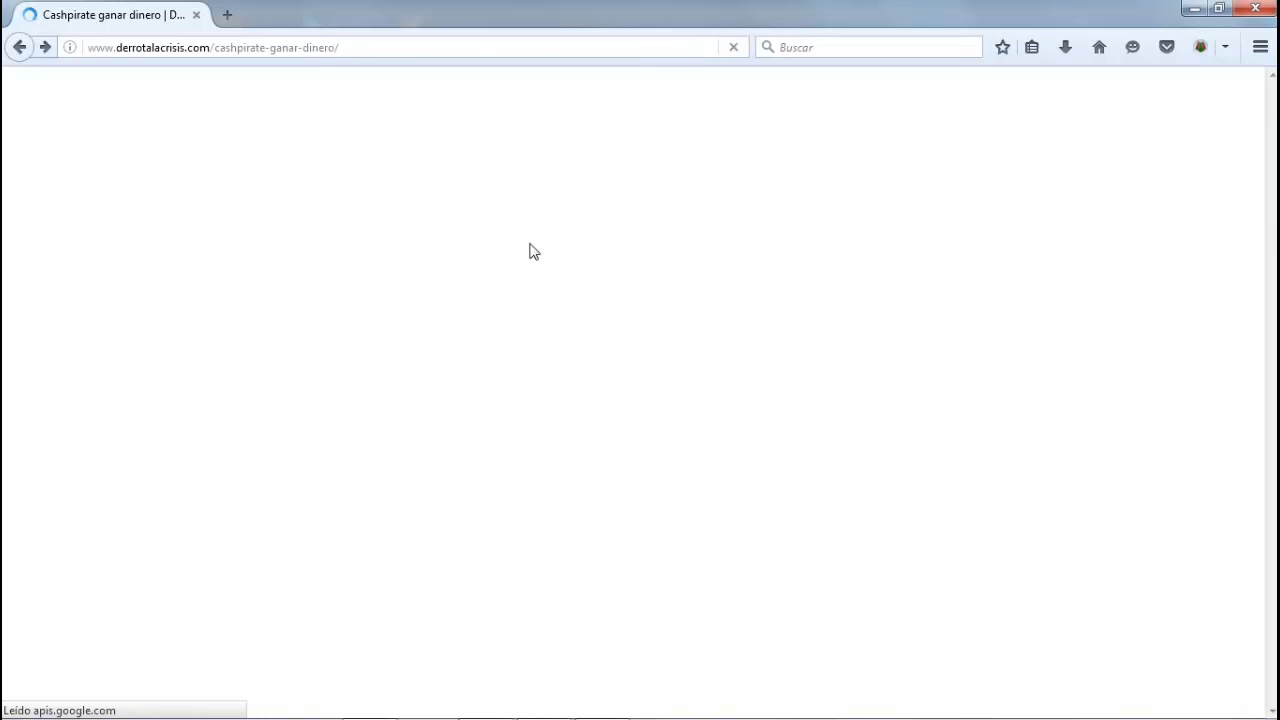 Cashpirate ganar dinero | D...
www.derrotalacrisis.com/cashpirate-ganar-dinero/
Buscar
Leído apis.google.com